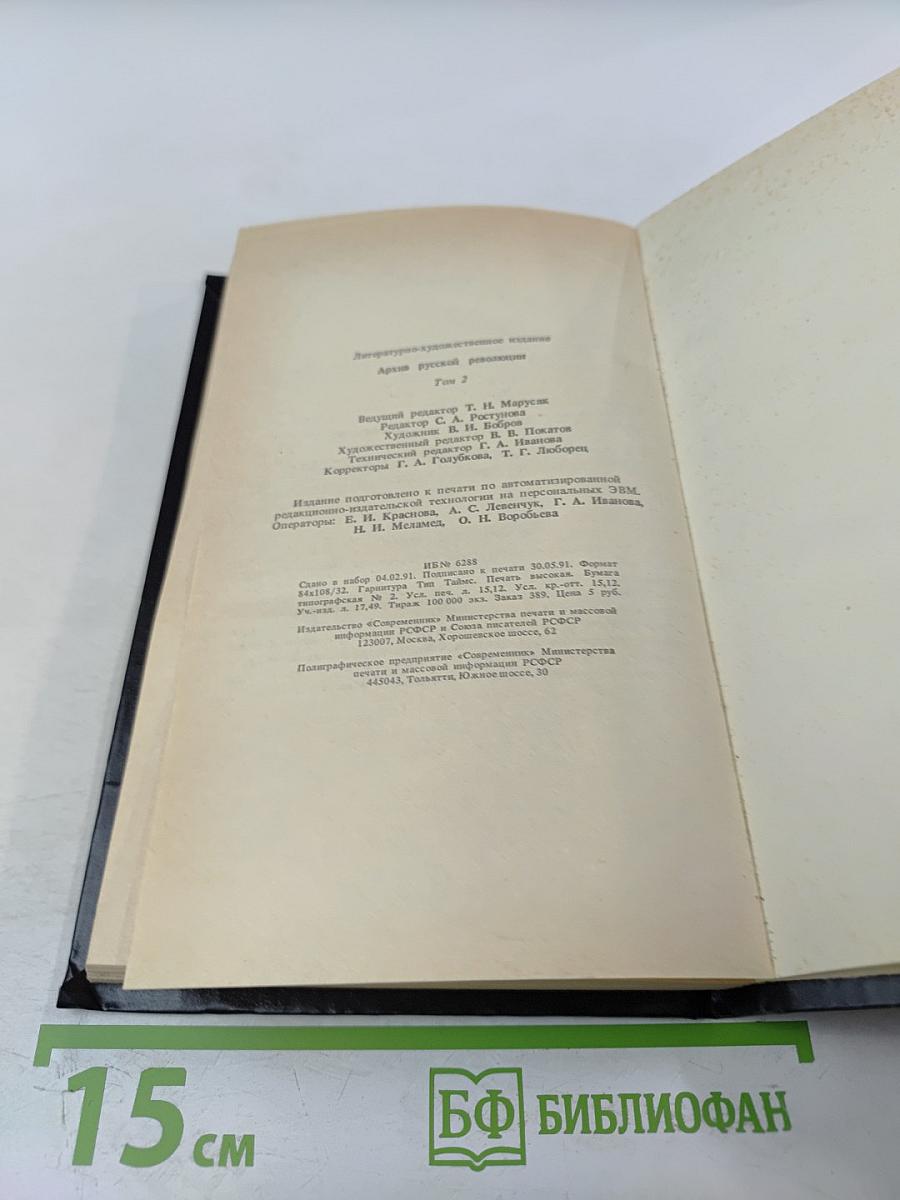 Литературно-художественное издание
Архив русской революции
Том 2
Ведущий редактор Т. Н. Марусяк
Редактор С. А. Ростунова
Художник В. И. Бобров
Художественный редактор В. В. Покатов
Технический редактор Г. А. Иванова
Корректоры Г. А. Голубкова, Т. Г. Люборец
Издание подготовлено к печати по автоматизированной
редакционно-издательской технологии на персональных ЭВМ.
Операторы: Е. И. Краснова, А. С. Левенчук, Г. А. Иванова,
Н. И. Меламед, О. Н. Воробьева
ИБ № 6288
Сдано в набор 04.02.91. Подписано к печати 30.05.91. Формат
84х108/32. Гарнитура Тип Таймс. Печать высокая. Бумага
типографская № 2. Усл. печ. л. 15,12. Усл. кр.-отт. 15,12.
Уч.-изд. л. 17,49. Тираж 100 000 экз. Заказ 389. Цена 5 руб.
Издательство «Современник» Министерства печати и массовой
информации РСФСР и Союза писателей РСФСР
123007, Москва, Хорошевское шоссе, 62
Полиграфическое предприятие «Современник» Министерства
печати и массовой информации РСФСР
445043, Тольятти, Южное шоссе, 30
15 см
БФ БИБЛИОФАН